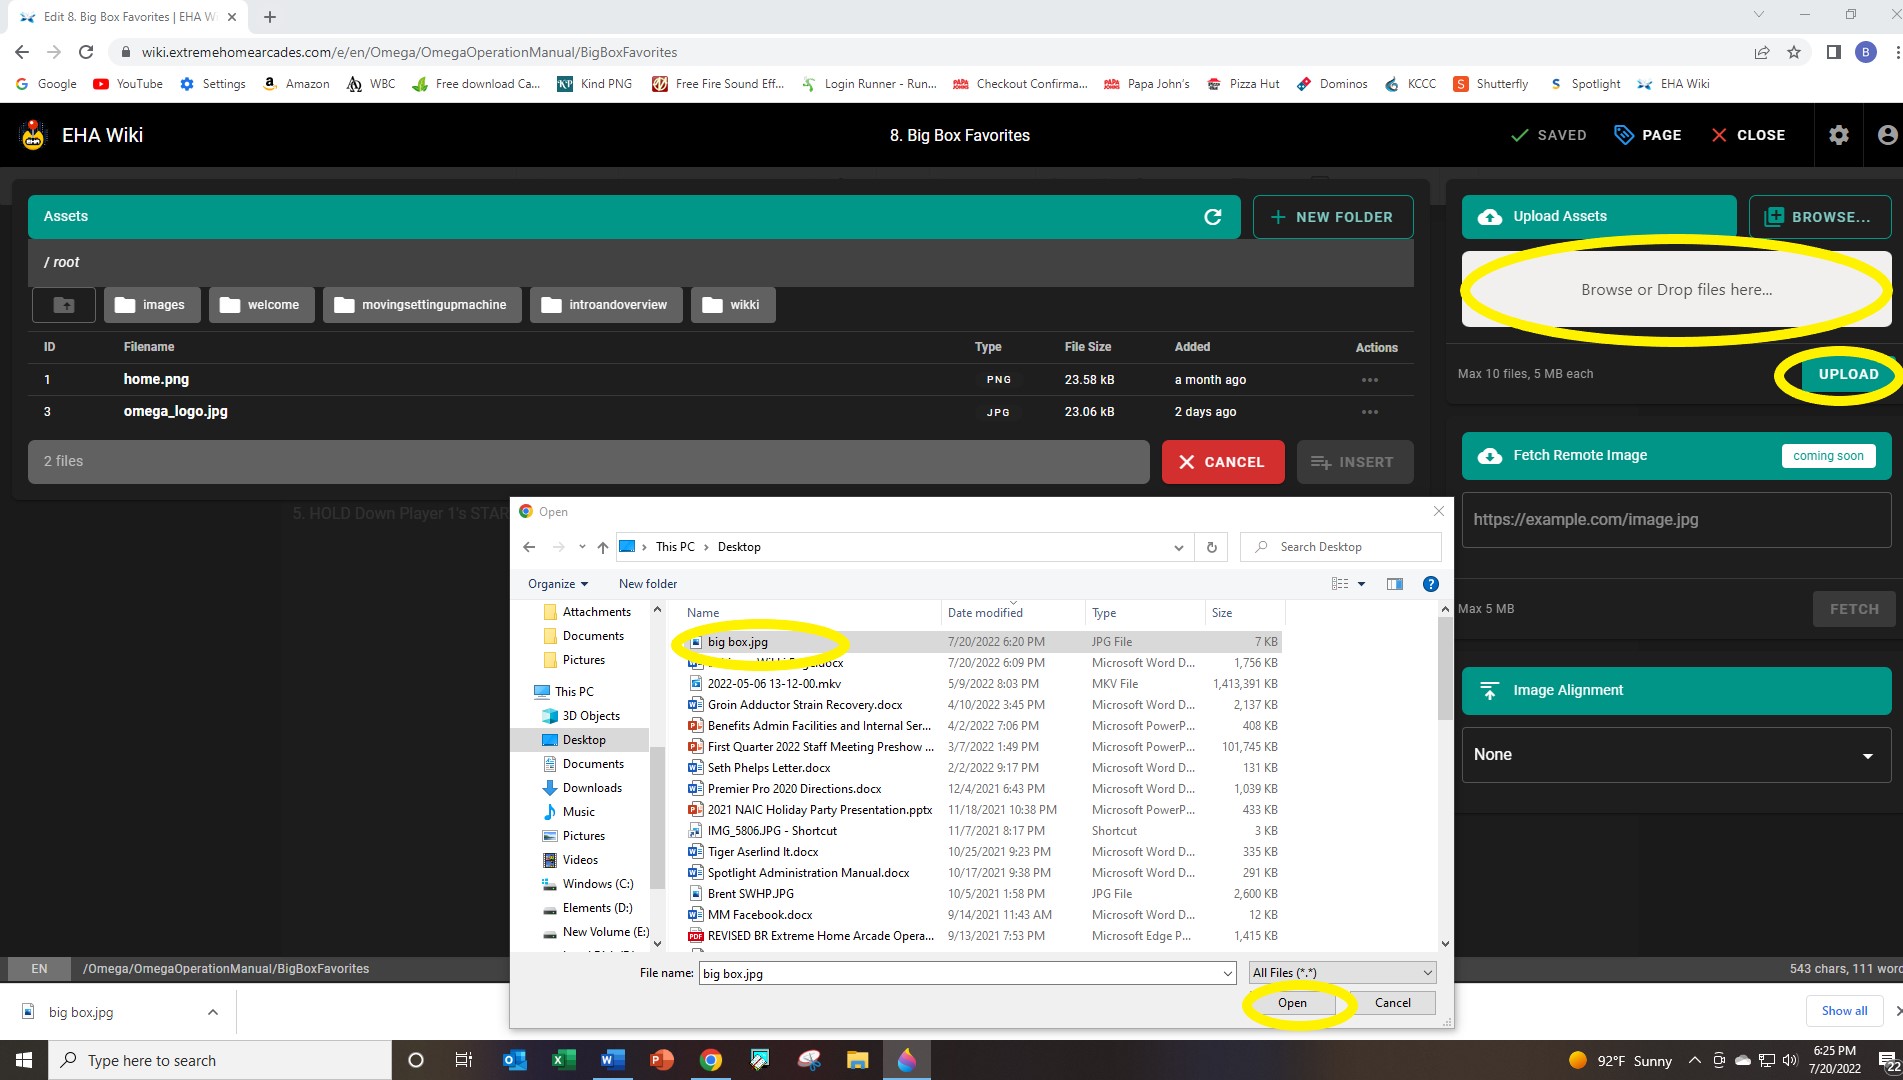 Edit 8. Big Box Favorites | EHA W
wiki.extremehomearcades.com/e/en/Omega/OmegaOperationManual/BigBoxFavorites
B
Google YouTube Settings Amazon WBC Free download Ca... Kind PNG Free Fire Sound Eff... Login Runner - Run... Checkout Confirma... Papa John's Pizza Hut Dominos KCCC Shutterfly Spotlight EHA Wiki
EHA Wiki 8. Big Box Favorites SAVED PAGE CLOSE
Assets NEW FOLDER Upload Assets BROWSE...
/ root
Browse or Drop files here...
images welcome movingsettingupmachine introandoverview wikki
ID Filename Type File Size Added Actions
1 home.png PNG 23.58 kB a month ago
Max 10 files, 5 MB each UPLOAD
3 omega_logo.jpg JPG 23.06 kB 2 days ago
2 files CANCEL INSERT
Fetch Remote Image coming soon
https://example.com/image.jpg
Max 5 MB FETCH
Image Alignment
None
5. HOLD Down Player 1's STAR
Open
This PC Desktop Search Desktop
Organize New folder
Attachments
Documents
Pictures
This PC
3D Objects
Desktop
Documents
Downloads
Music
Pictures
Videos
Windows (C:)
Elements (D:)
New Volume (E:)
Name Date modified Type Size
big box.jpg 7/20/2022 6:20 PM JPG File 7 KB
.docx 7/20/2022 6:09 PM Microsoft Word D... 1,756 KB
2022-05-06 13-12-00.mkv 5/9/2022 8:03 PM MKV File 1,413,391 KB
Groin Adductor Strain Recovery.docx 4/10/2022 3:45 PM Microsoft Word D... 2,137 KB
Benefits Admin Facilities and Internal Ser... 4/2/2022 7:06 PM Microsoft PowerP... 408 KB
First Quarter 2022 Staff Meeting Preshow ... 3/7/2022 1:49 PM Microsoft PowerP... 101,745 KB
Seth Phelps Letter.docx 2/2/2022 9:17 PM Microsoft Word D... 131 KB
Premier Pro 2020 Directions.docx 12/4/2021 6:43 PM Microsoft Word D... 1,039 KB
2021 NAIC Holiday Party Presentation.pptx 11/18/2021 10:38 PM Microsoft PowerP... 433 KB
IMG_5806.JPG - Shortcut 11/7/2021 8:17 PM Shortcut 3 KB
Tiger Aserlind lt.docx 10/25/2021 9:23 PM Microsoft Word D... 335 KB
Spotlight Administration Manual.docx 10/17/2021 9:38 PM Microsoft Word D... 291 KB
Brent SWHP.JPG 10/5/2021 1:58 PM JPG File 2,600 KB
MM Facebook.docx 9/14/2021 11:43 AM Microsoft Word D... 12 KB
REVISED BR Extreme Home Arcade Opera... 9/13/2021 7:53 PM Microsoft Edge P... 1,415 KB
File name: big box.jpg All Files (*.*)
Open Cancel
EN /Omega/OmegaOperationManual/BigBoxFavorites 543 chars, 111 word
big box.jpg Show all
Type here to search 92°F Sunny 6:25 PM
7/20/2022
22